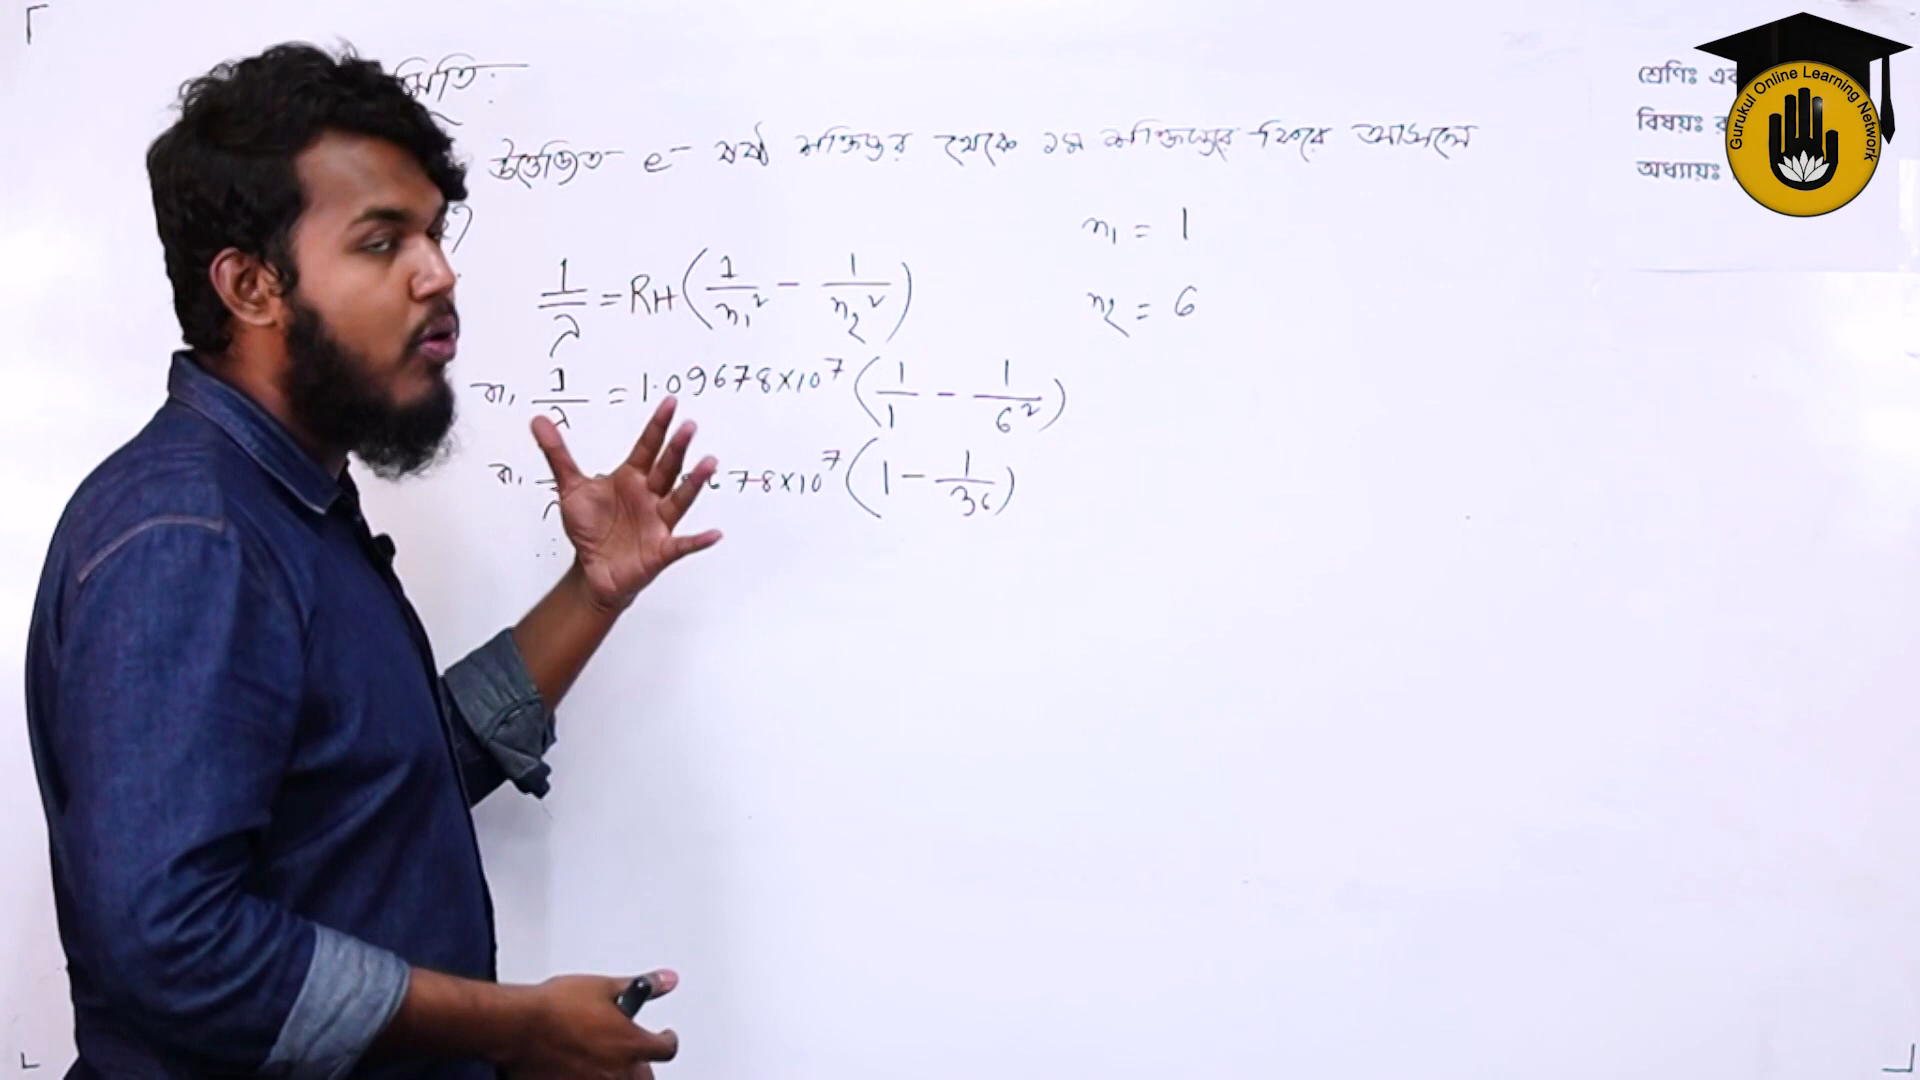 মিতি:
উত্তেজিত e⁻ ষষ্ঠ শক্তিস্তর থেকে ১ম শক্তিস্তরে ফিরে আসলে
n₁ = 1
n₂ = 6
1/λ = RH (1/n₁² - 1/n₂²)
বা, 1/λ = 1.09678×10⁷ (1/1 - 1/6²)
বা, 678×10⁷ (1 - 1/36)
∴
শ্রেণিঃ
বিষয়ঃ
অধ্যায়ঃ
Gurukul Online Learning Network